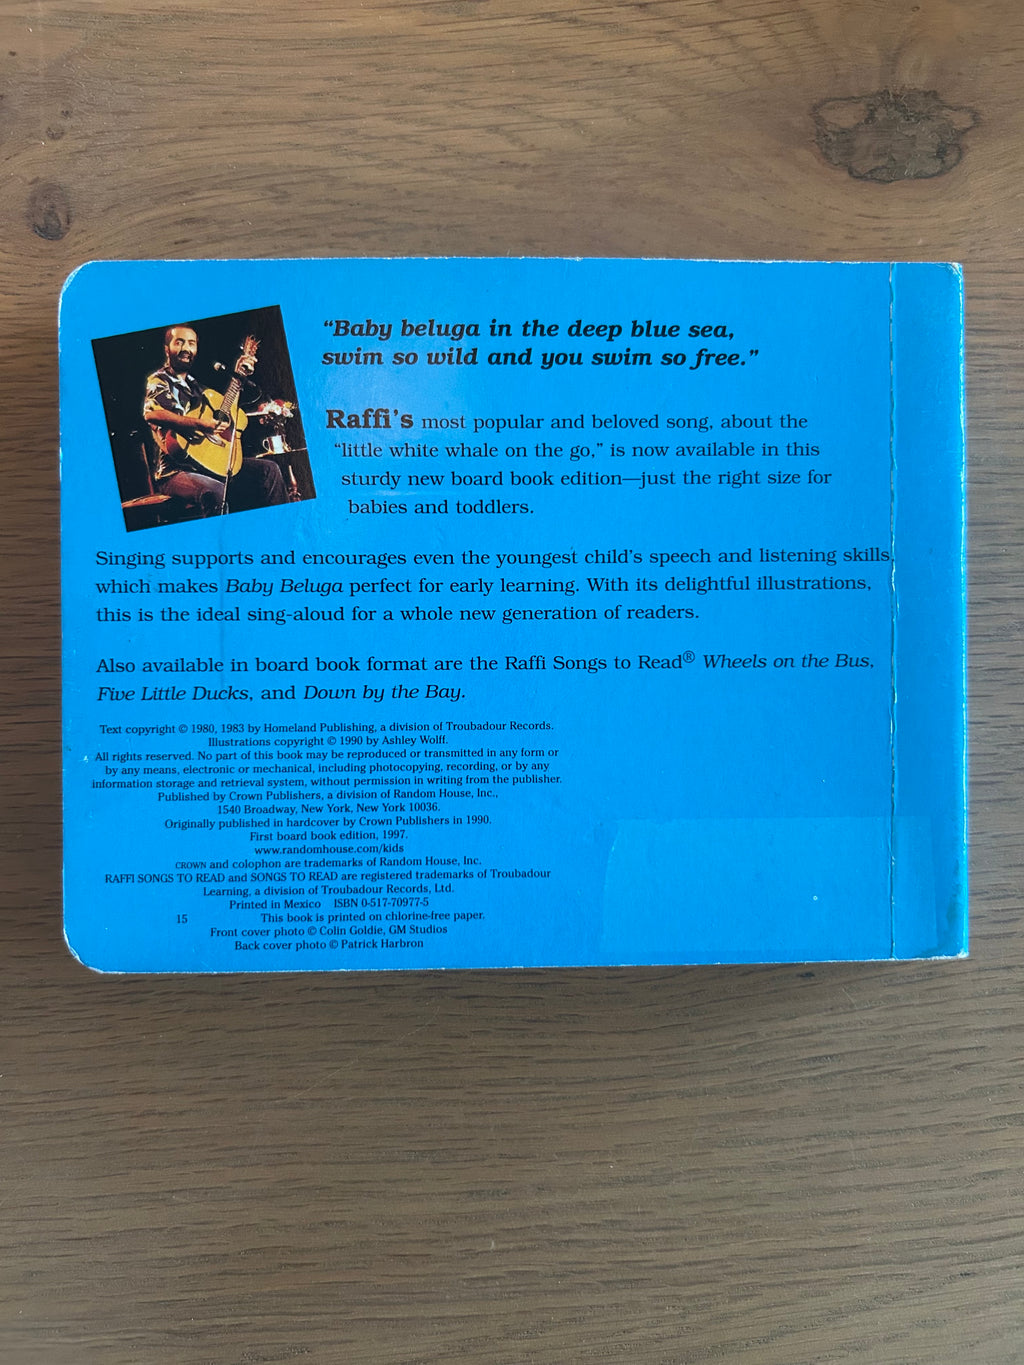 “Baby beluga in the deep blue sea,
swim so wild and you swim so free.”
Raffi’s most popular and beloved song, about the
“little white whale on the go,” is now available in this
sturdy new board book edition—just the right size for
babies and toddlers.
Singing supports and encourages even the youngest child’s speech and listening skills,
which makes Baby Beluga perfect for early learning. With its delightful illustrations,
this is the ideal sing-aloud for a whole new generation of readers.
Also available in board book format are the Raffi Songs to Read® Wheels on the Bus,
Five Little Ducks, and Down by the Bay.
Text copyright © 1980, 1983 by Homeland Publishing, a division of Troubadour Records.
Illustrations copyright © 1990 by Ashley Wolff.
All rights reserved. No part of this book may be reproduced or transmitted in any form or
by any means, electronic or mechanical, including photocopying, recording, or by any
information storage and retrieval system, without permission in writing from the publisher.
Published by Crown Publishers, a division of Random House, Inc.,
1540 Broadway, New York, New York 10036.
Originally published in hardcover by Crown Publishers in 1990.
First board book edition, 1997.
www.randomhouse.com/kids
CROWN and colophon are trademarks of Random House, Inc.
RAFFI SONGS TO READ and SONGS TO READ are registered trademarks of Troubadour
Learning, a division of Troubadour Records, Ltd.
Printed in Mexico ISBN 0-517-70977-5
15 This book is printed on chlorine-free paper.
Front cover photo © Colin Goldie, GM Studios
Back cover photo © Patrick Harbron